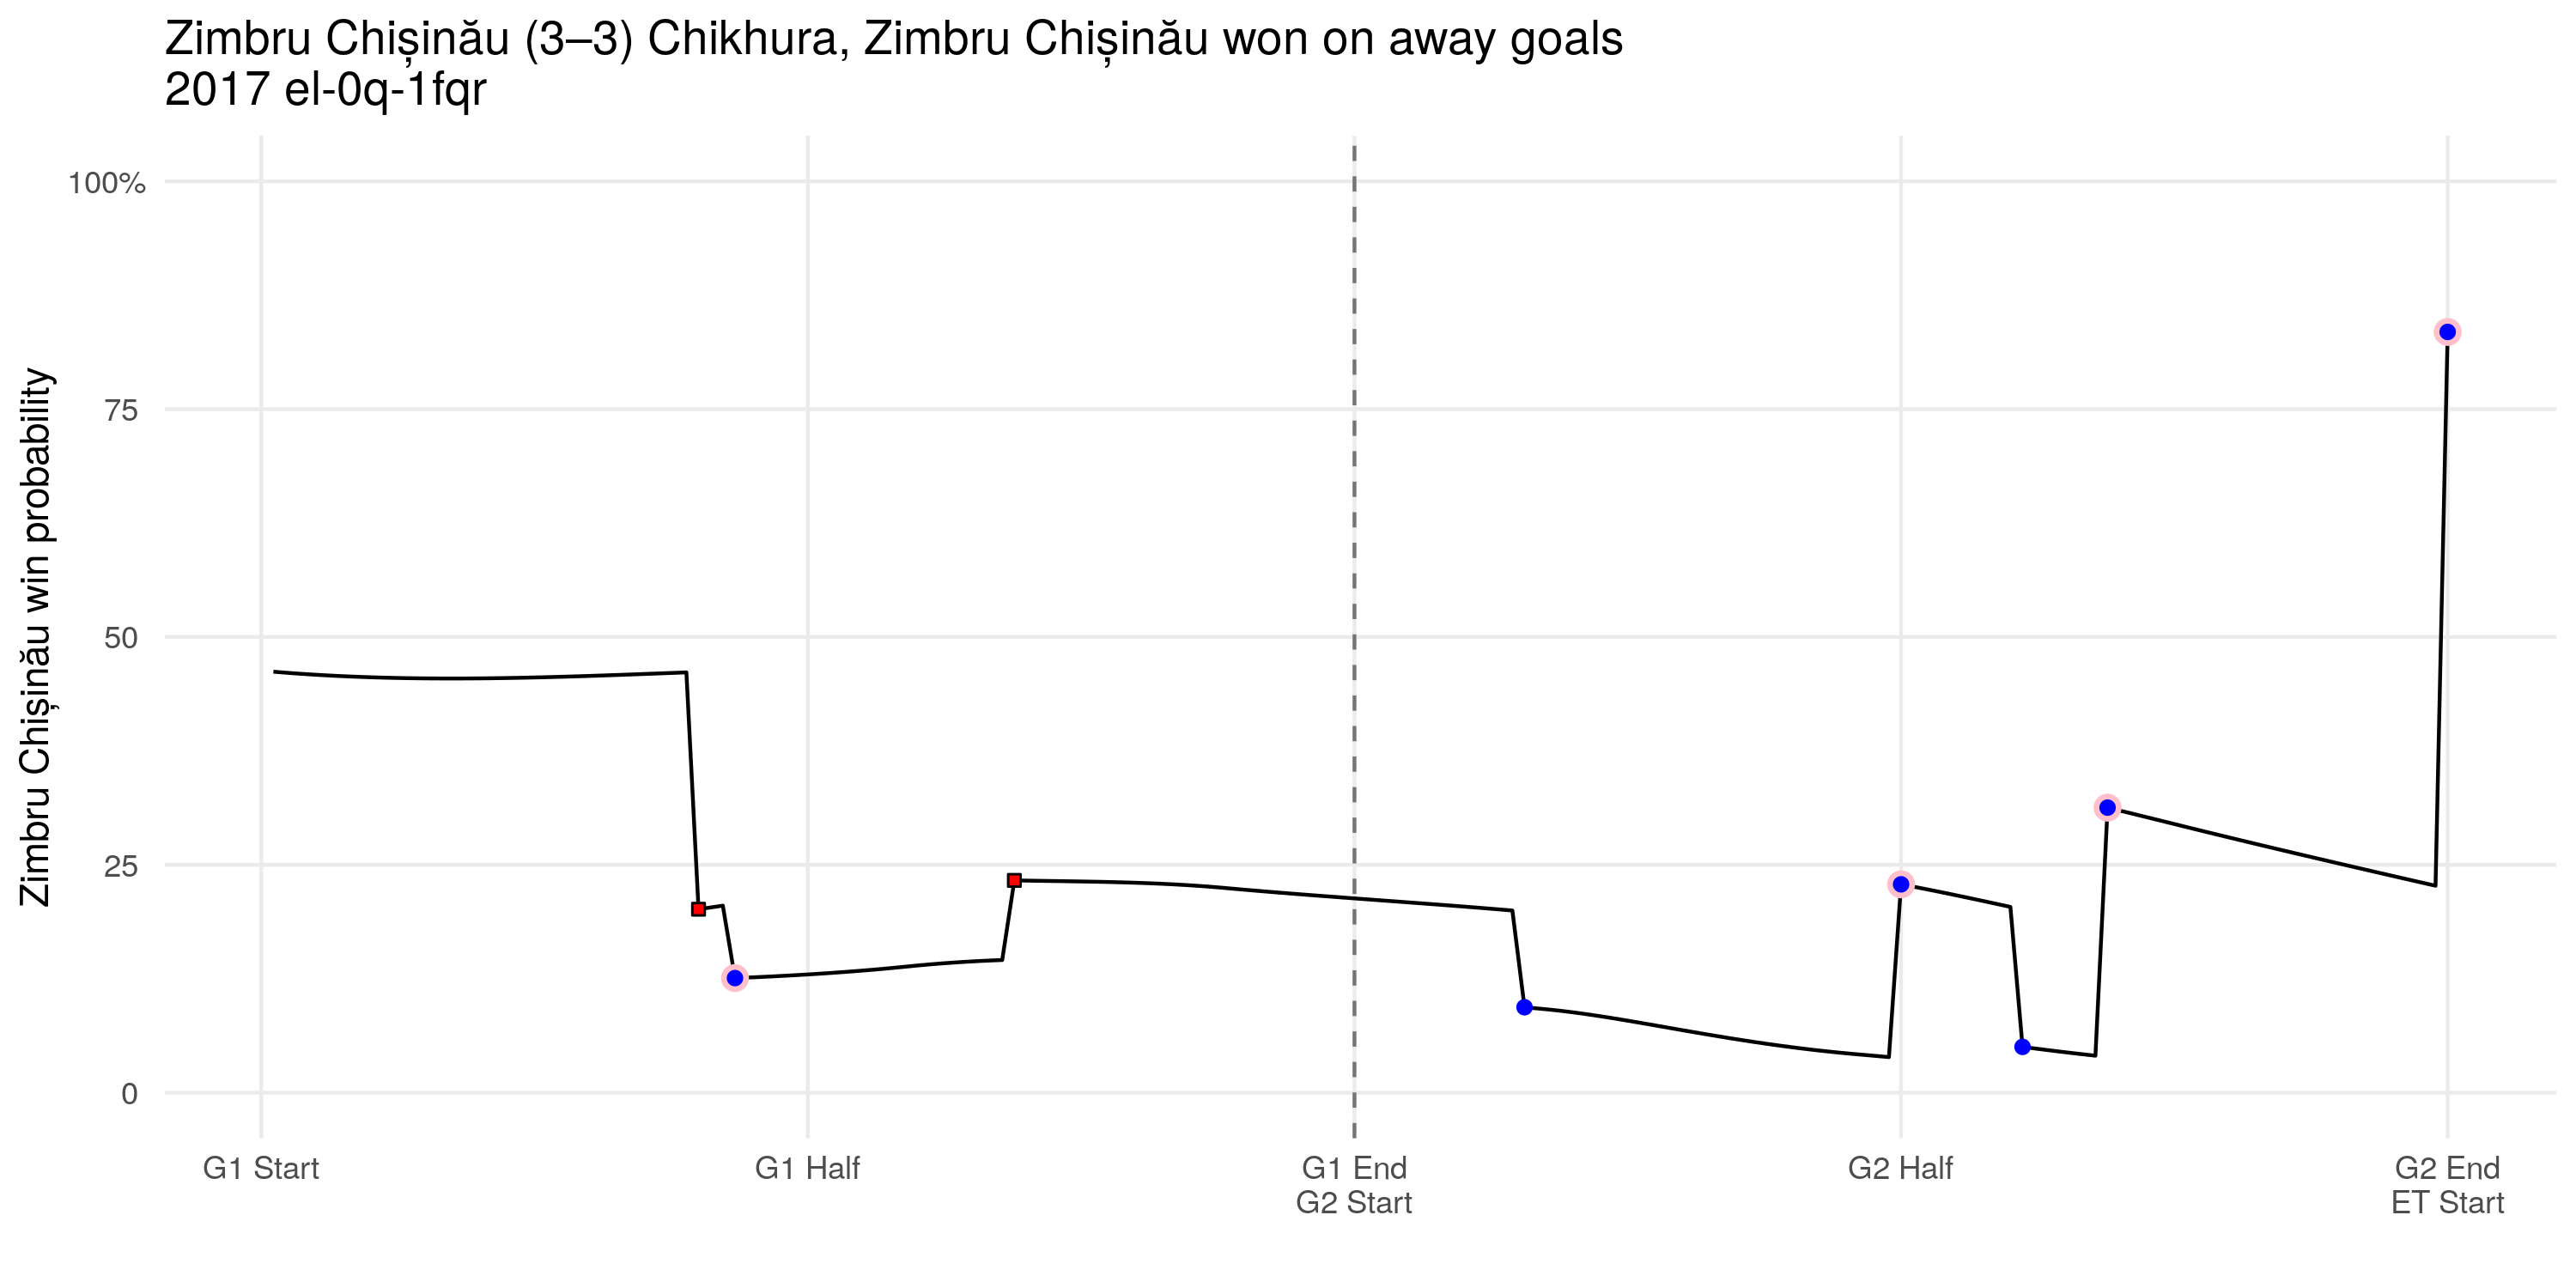 Zimbru Chișinău (3–3) Chikhura, Zimbru Chișinău won on away goals
2017 el-0q-1fqr
Zimbru Chișinău win probability
100%
75
50
25
0
G1 Start
G1 Half
G1 End
G2 Start
G2 Half
G2 End
ET Start